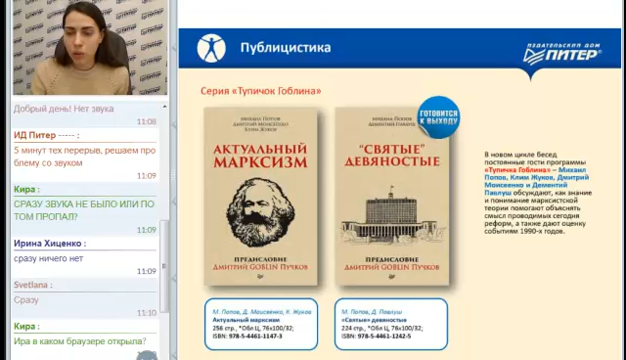 Публицистика
ИЗДАТЕЛЬСКИЙ ДОМ
ПИТЕР
Серия «Тупичок Гоблина»
МИХАИЛ ПОПОВ
ДМИТРИЙ МОИСЕЕНКО
КЛИМ ЖУКОВ
АКТУАЛЬНЫЙ
МАРКСИЗМ
ПРЕДИСЛОВИЕ
ДМИТРИЙ GOBLIN ПУЧКОВ
МИХАИЛ ПОПОВ
ДЕМЕНТИЙ ПАВЛУШ
ГОТОВИТСЯ
К ВЫХОДУ
"СВЯТЫЕ"
ДЕВЯНОСТЫЕ
ПРЕДИСЛОВИЕ
ДМИТРИЙ GOBLIN ПУЧКОВ
М. Попов, Д. Моисеенко, К. Жуков
Актуальный марксизм
256 стр., *Обл Ц, 76х100/32;
ISBN: 978-5-4461-1147-3
М. Попов, Д. Павлуш
«Святые» девяностые
224 стр., *Обл Ц, 76х100/32;
ISBN: 978-5-4461-1242-5
В новом цикле бесед
постоянные гости программы
«Тупичка Гоблина» – Михаил
Попов, Клим Жуков, Дмитрий
Моисеенко и Дементий
Павлуш обсуждают, как знание
и понимание марксистской
теории помогают объяснять
смысл проводимых сегодня
реформ, а также дают оценку
событиям 1990-х годов.
Добрый день! Нет звука
11:08
ИД Питер ----- :
5 минут тех перерыв, решаем про
блему со звуком
11:09
Кира :
СРАЗУ ЗВУКА НЕ БЫЛО ИЛИ ПО
ТОМ ПРОПАЛ?
11:09
Ирина Хиценко :
сразу ничего нет
11:09
Svetlana :
Сразу
11:10
Кира :
Ира в каком браузере открыла?